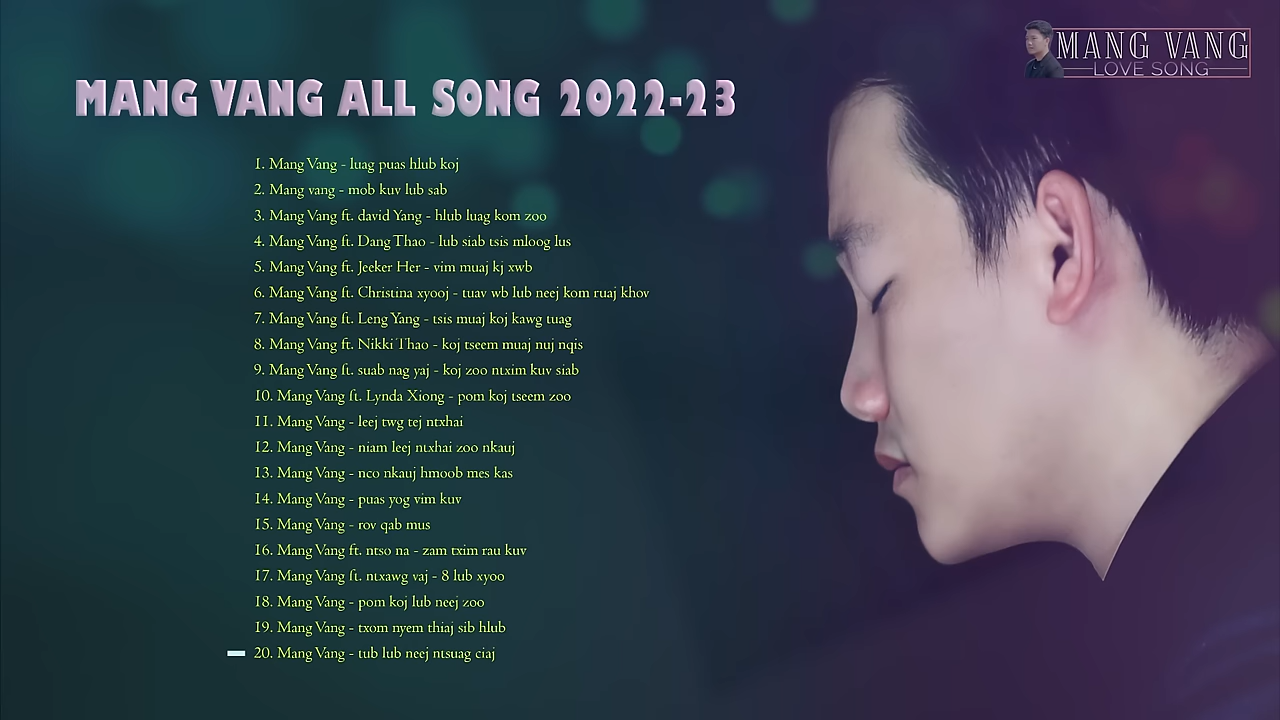 MANG VANG
LOVE SONG
MANG VANG ALL SONG 2022-23
1. Mang Vang - luag puas hlub koj
2. Mang vang - mob kuv lub sab
3. Mang Vang ft. david Yang - hlub luag kom zoo
4. Mang Vang ft. Dang Thao - lub siab tsis mloog lus
5. Mang Vang ft. Jeeker Her - vim muaj kj xwb
6. Mang Vang ft. Christina xyooj - tuav wb lub neej kom ruaj khov
7. Mang Vang ft. Leng Yang - tsis muaj koj kawg tuag
8. Mang Vang ft. Nikki Thao - koj tseem muaj nuj nqis
9. Mang Vang ft. suab nag yaj - koj zoo ntxim kuv siab
10. Mang Vang ft. Lynda Xiong - pom koj tseem zoo
11. Mang Vang - leej twg tej ntxhai
12. Mang Vang - niam leej ntxhai zoo nkauj
13. Mang Vang - nco nkauj hmoob mes kas
14. Mang Vang - puas yog vim kuv
15. Mang Vang - rov qab mus
16. Mang Vang ft. ntso na - zam txim rau kuv
17. Mang Vang ft. ntxawg vaj - 8 lub xyoo
18. Mang Vang - pom koj lub neej zoo
19. Mang Vang - txom nyem thiaj sib hlub
20. Mang Vang - tub lub neej ntsuag ciaj